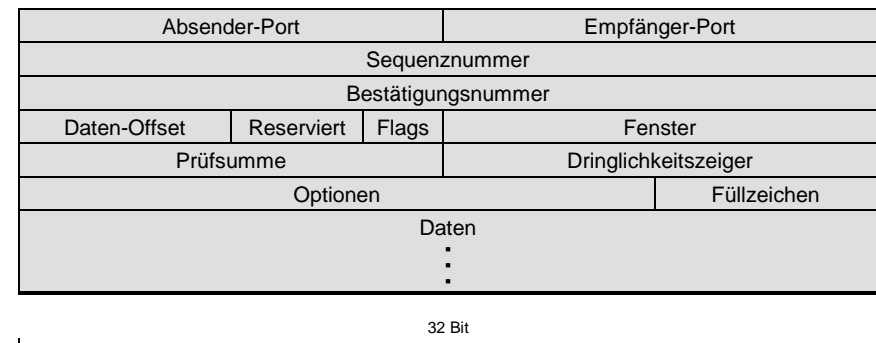 Absender-Port Empfänger-Port
Sequenznummer
Bestätigungsnummer
Daten-Offset Reserviert Flags Fenster
Prüfsumme Dringlichkeitszeiger
Optionen Füllzeichen
Daten
32 Bit